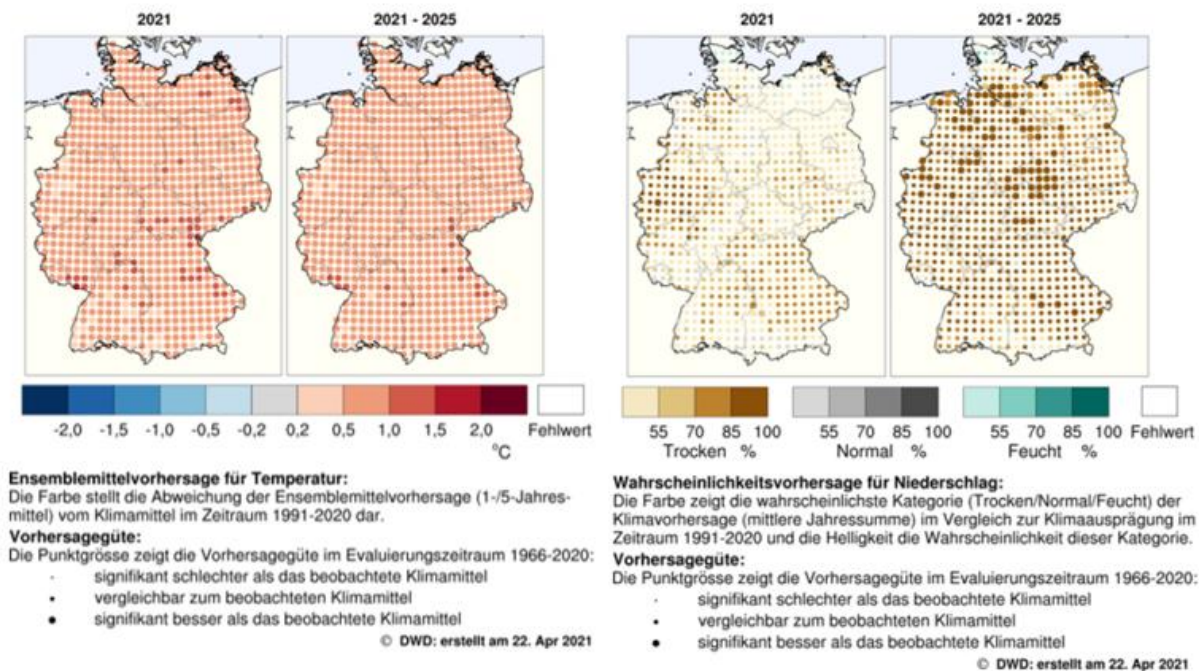 2021
2021 - 2025
2021
2021 - 2025
-2,0 -1,5 -1,0 -0,5 -0,2 0,2 0,5 1,0 1,5 2,0 Fehlwert
°C
55 70 85 100 55 70 85 100 55 70 85 100 Fehlwert
Trocken % Normal % Feucht %
Ensemblemittelvorhersage für Temperatur:
Die Farbe stellt die Abweichung der Ensemblemittelvorhersage (1-/5-Jahres-
mittel) vom Klimamittel im Zeitraum 1991-2020 dar.
Vorhersagegüte:
Die Punktgrösse zeigt die Vorhersagegüte im Evaluierungszeitraum 1966-2020:
signifikant schlechter als das beobachtete Klimamittel
vergleichbar zum beobachteten Klimamittel
signifikant besser als das beobachtete Klimamittel
© DWD: erstellt am 22. Apr 2021
Wahrscheinlichkeitsvorhersage für Niederschlag:
Die Farbe zeigt die wahrscheinlichste Kategorie (Trocken/Normal/Feucht) der
Klimavorhersage (mittlere Jahressumme) im Vergleich zur Klimaausprägung im
Zeitraum 1991-2020 und die Helligkeit die Wahrscheinlichkeit dieser Kategorie.
Vorhersagegüte:
Die Punktgrösse zeigt die Vorhersagegüte im Evaluierungszeitraum 1966-2020:
signifikant schlechter als das beobachtete Klimamittel
vergleichbar zum beobachteten Klimamittel
signifikant besser als das beobachtete Klimamittel
© DWD: erstellt am 22. Apr 2021